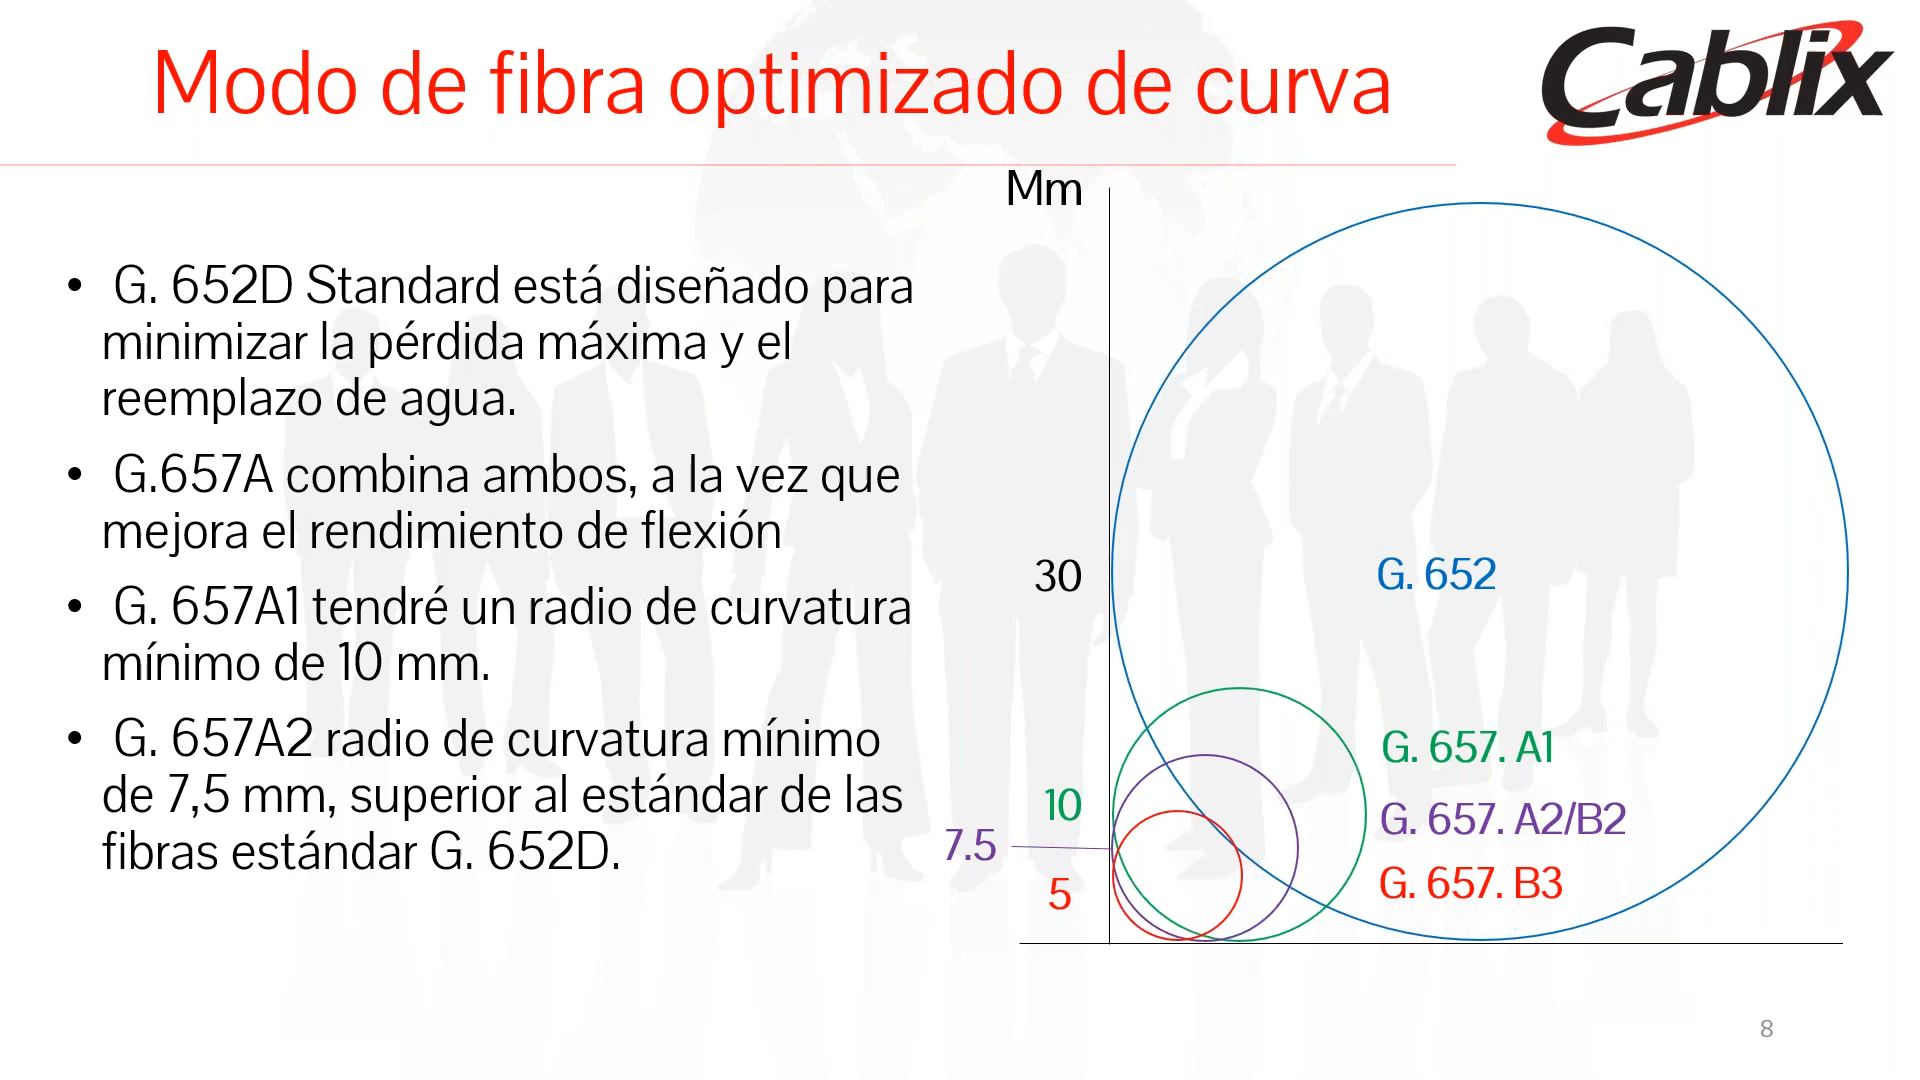 Modo de fibra optimizado de curva
Cablix
• G. 652D Standard está diseñado para
minimizar la pérdida máxima y el
reemplazo de agua.
• G.657A combina ambos, a la vez que
mejora el rendimiento de flexión
• G. 657A1 tendré un radio de curvatura
mínimo de 10 mm.
• G. 657A2 radio de curvatura mínimo
de 7,5 mm, superior al estándar de las
fibras estándar G. 652D.
Mm
30
G. 652
G. 657. A1
10
G. 657. A2/B2
7.5
G. 657. B3
5
8